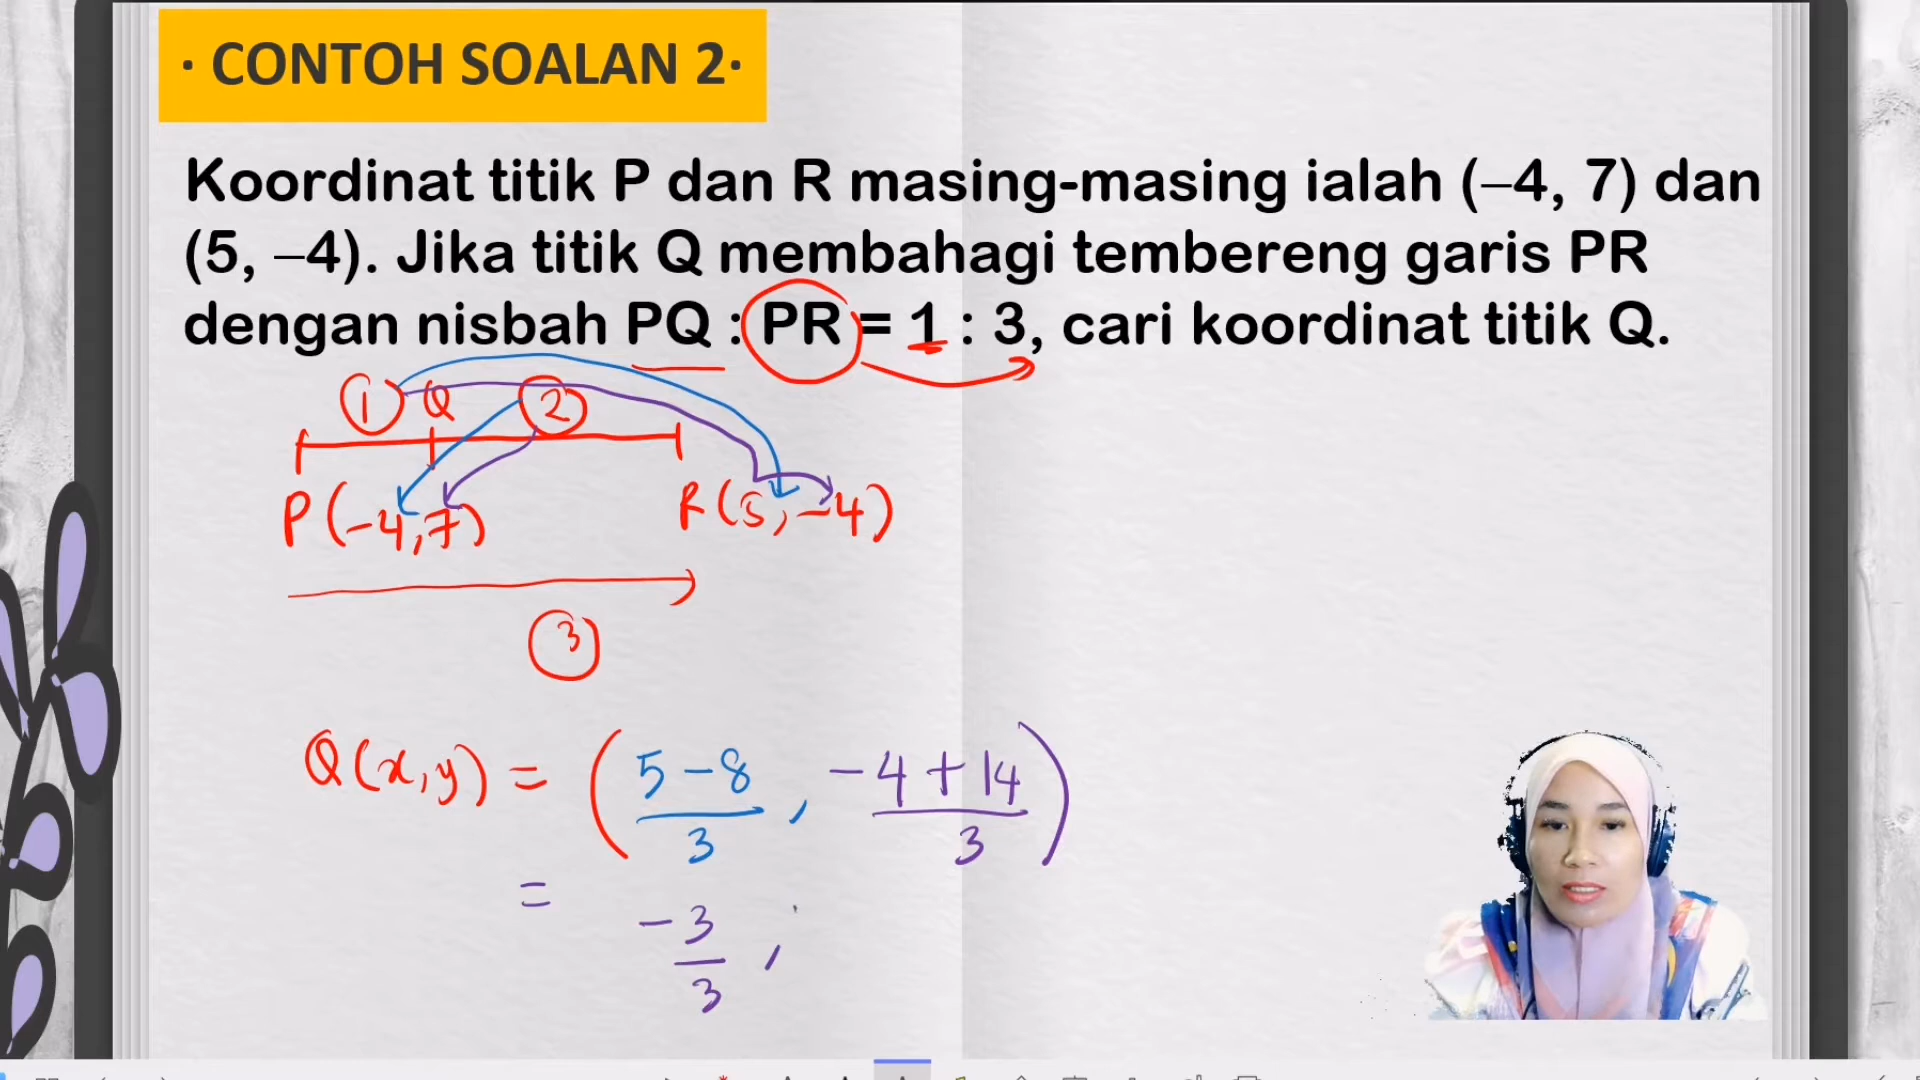 · CONTOH SOALAN 2·
Koordinat titik P dan R masing-masing ialah (–4, 7) dan
(5, –4). Jika titik Q membahagi tembereng garis PR
dengan nisbah PQ : PR = 1 : 3, cari koordinat titik Q.
1 Q 2
P(-4,7) R(5,-4)
3
Q(x,y) = (5-8/3, -4+14/3)
= -3/3,